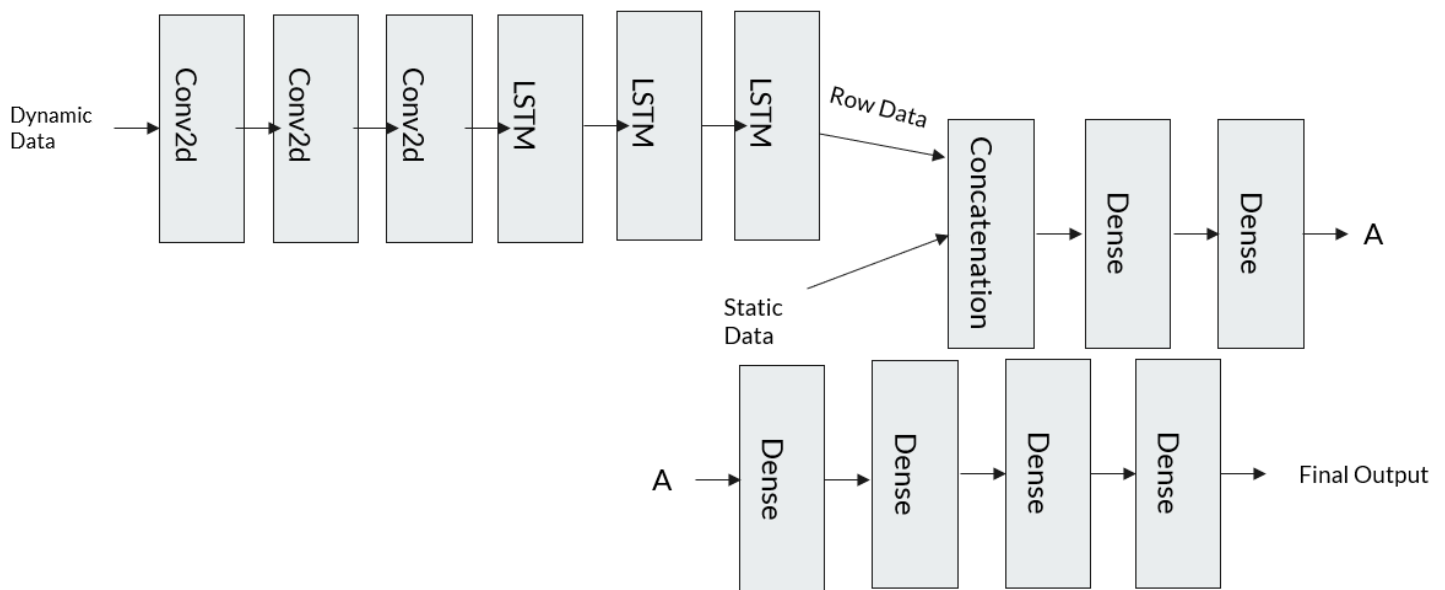 Dynamic
Data
Conv2d
Conv2d
Conv2d
LSTM
LSTM
LSTM
Row Data
Static
Data
Concatenation
Dense
Dense
A
A
Dense
Dense
Dense
Dense
Final Output